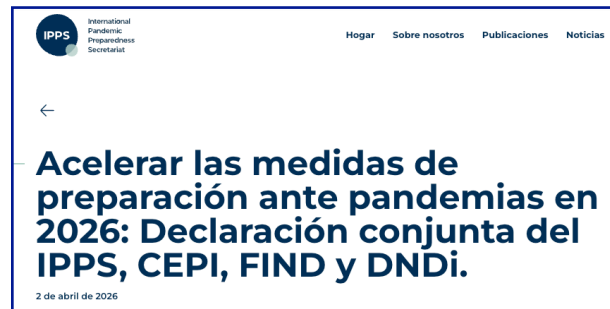 IPPS
International
Pandemic
Preparedness
Secretariat
Hogar Sobre nosotros Publicaciones Noticias
Acelerar las medidas de
preparación ante pandemias en
2026: Declaración conjunta del
IPPS, CEPI, FIND y DNDi.
2 de abril de 2026